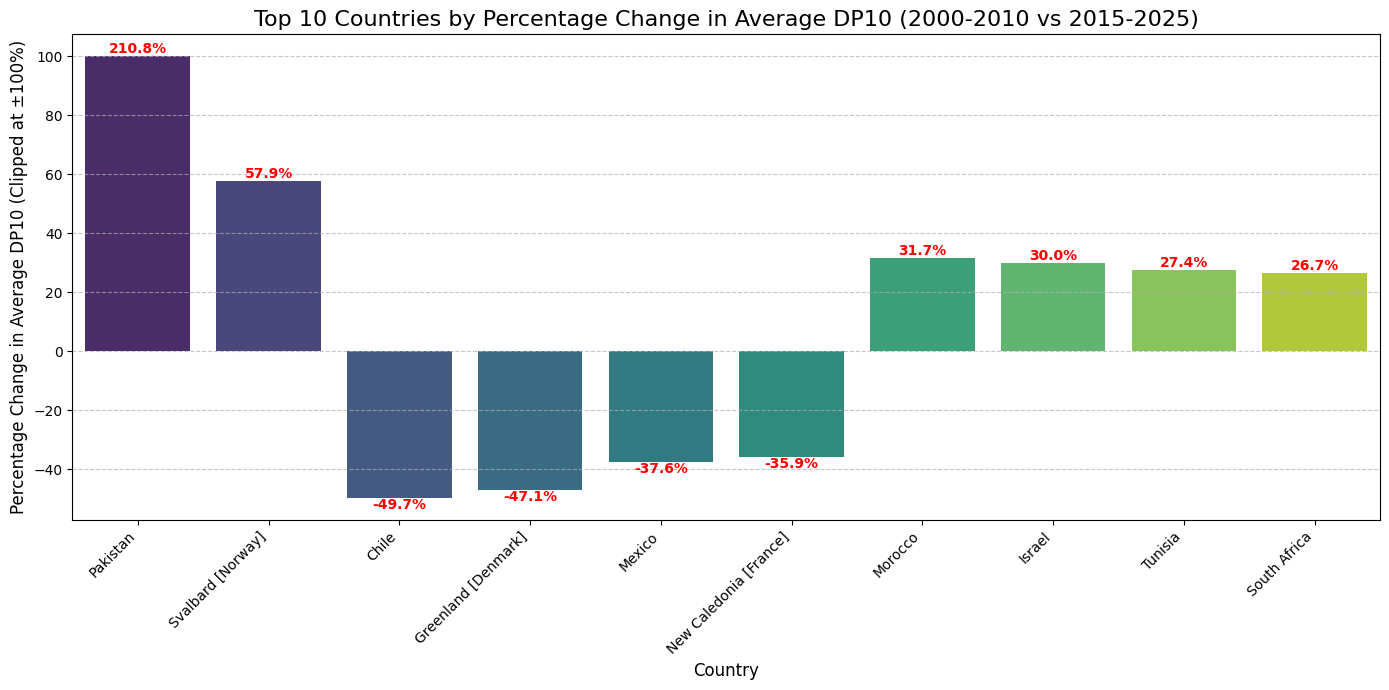 Top 10 Countries by Percentage Change in Average DP10 (2000-2010 vs 2015-2025)
Percentage Change in Average DP10 (Clipped at ±100%)
100
80
60
40
20
0
−20
−40
210.8%
57.9%
-49.7%
-47.1%
-37.6%
-35.9%
31.7%
30.0%
27.4%
26.7%
Pakistan
Svalbard [Norway]
Chile
Greenland [Denmark]
Mexico
New Caledonia [France]
Morocco
Israel
Tunisia
South Africa
Country